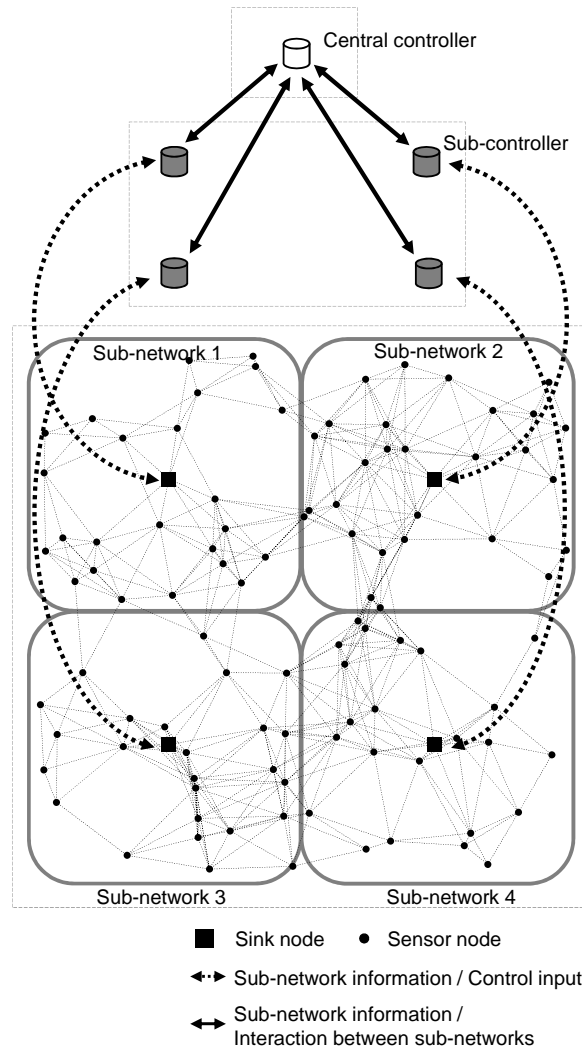 Central controller
Sub-controller
Sub-network 1
Sub-network 2
Sub-network 3
Sub-network 4
Sink node
Sensor node
Sub-network information / Control input
Sub-network information /
Interaction between sub-networks